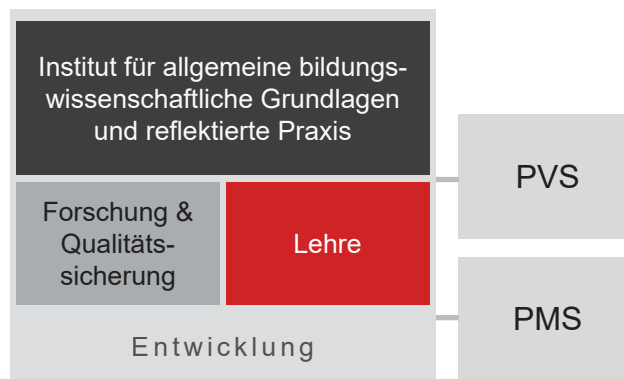 Institut für allgemeine bildungs-
wissenschaftliche Grundlagen
und reflektierte Praxis
Forschung &
Qualitäts-
sicherung
Lehre
Entwicklung
PVS
PMS